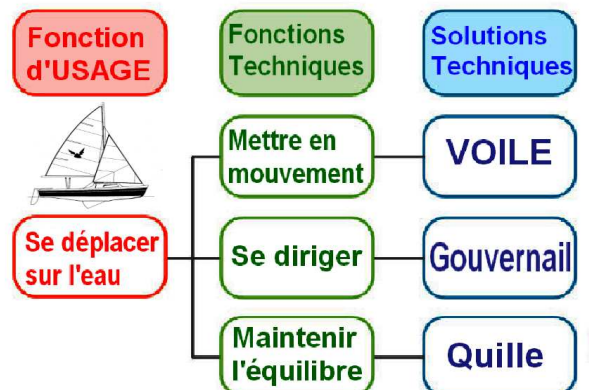 Fonction
d'USAGE
Fonctions
Techniques
Solutions
Techniques
Se déplacer
sur l'eau
Mettre en
mouvement
VOILE
Se diriger
Gouvernail
Maintenir
l'équilibre
Quille